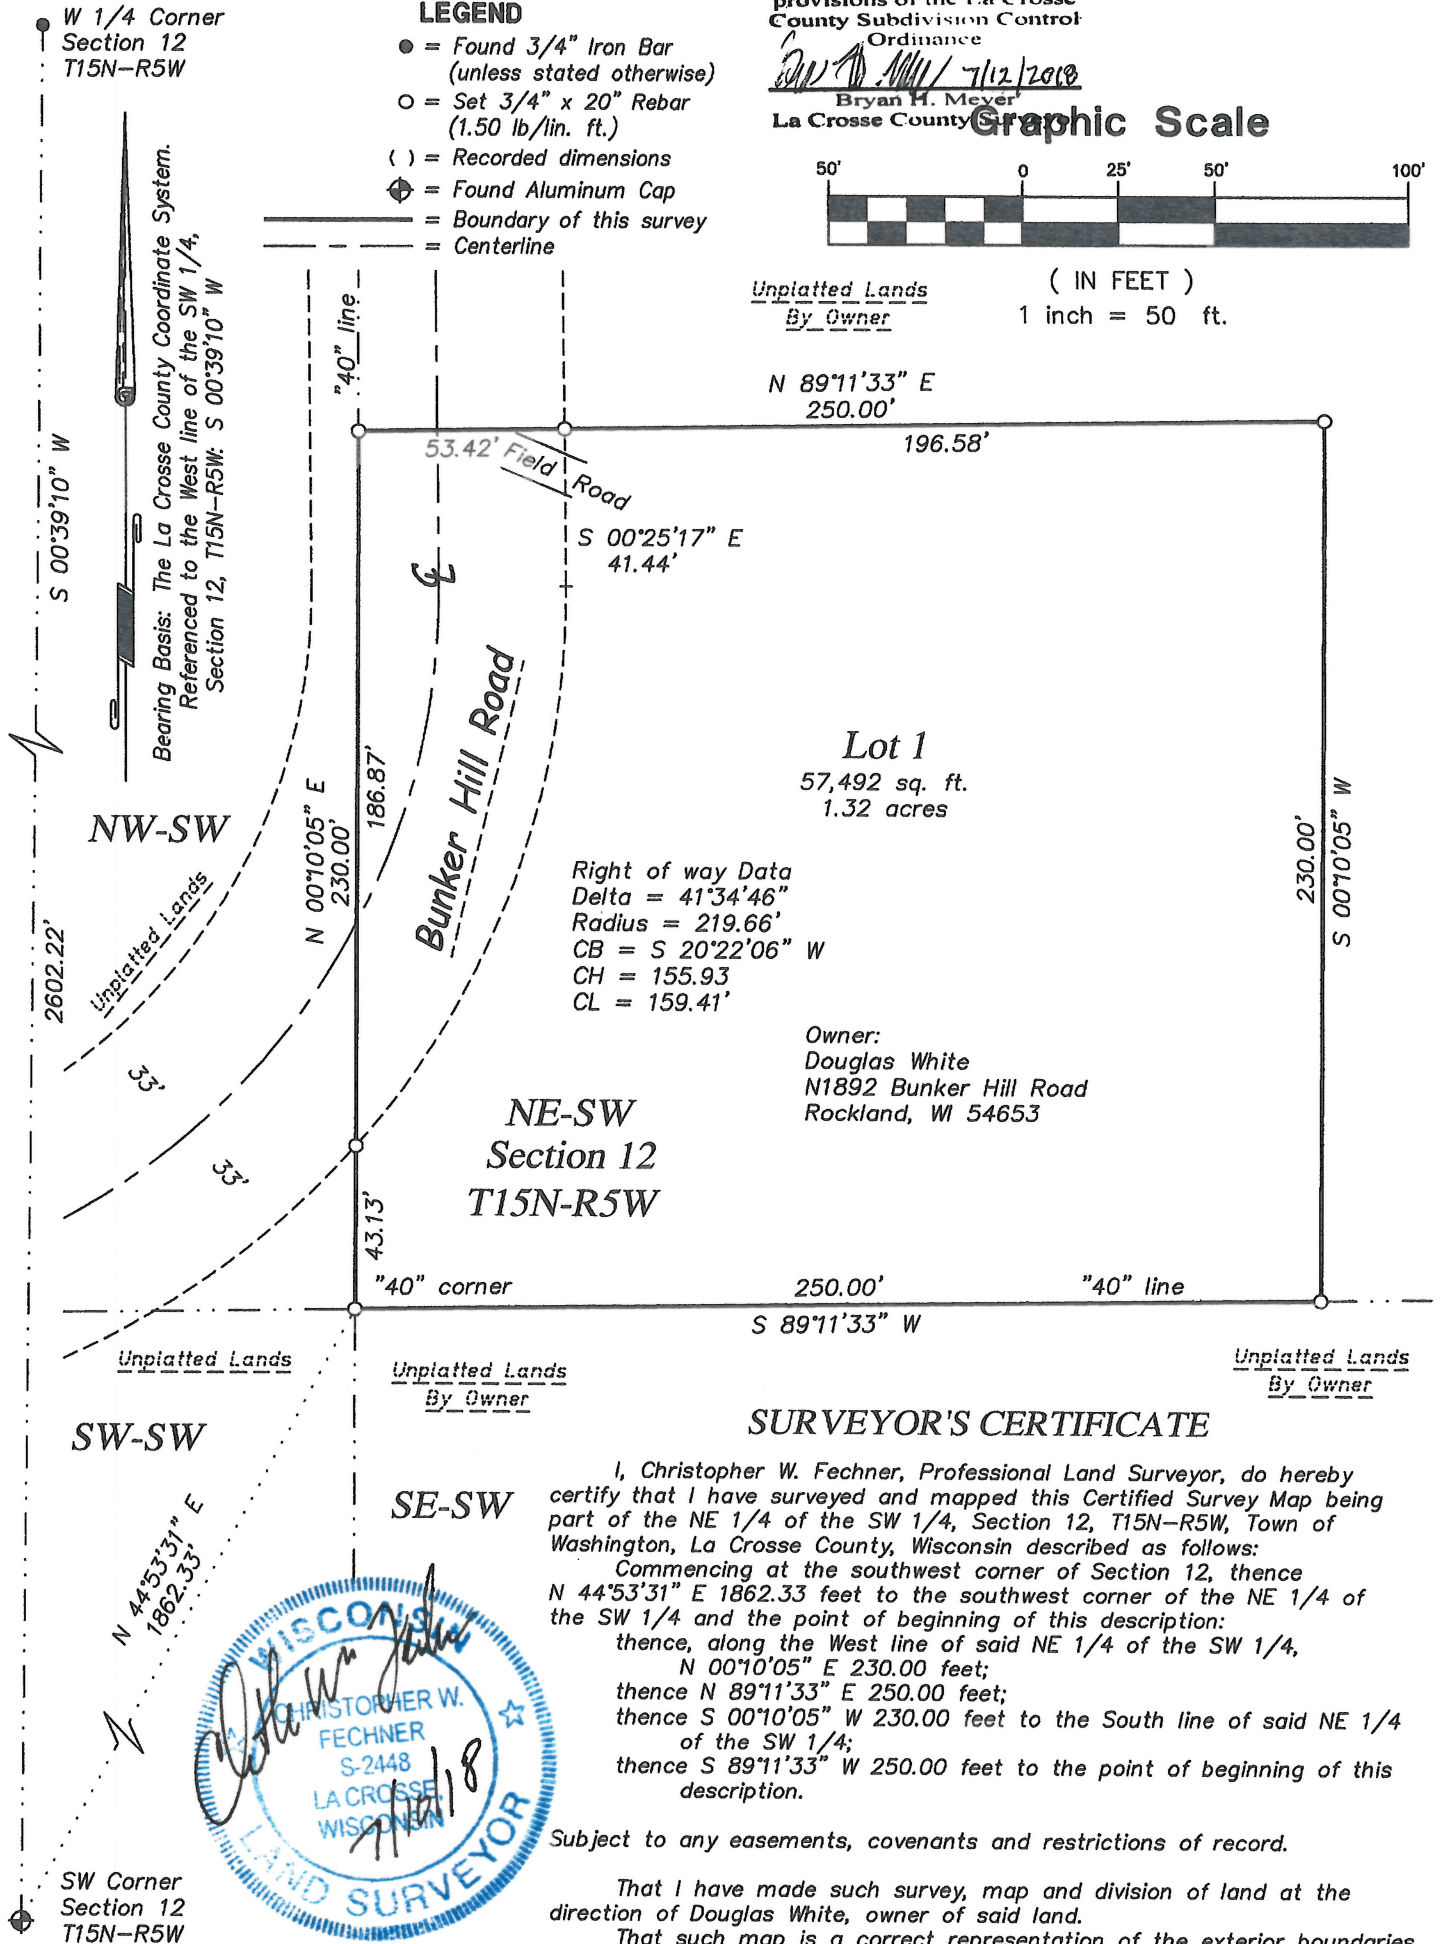 W 1/4 Corner
Section 12
T15N-R5W
LEGEND
= Found 3/4" Iron Bar
(unless stated otherwise)
= Set 3/4" x 20" Rebar
(1.50 lb/lin. ft.)
( ) = Recorded dimensions
= Found Aluminum Cap
= Boundary of this survey
= Centerline
provisions of the La Crosse
County Subdivision Control
Ordinance
7/12/2018
Bryan H. Meyer
La Crosse County Surveyor
Graphic Scale
50' 0 25' 50' 100'
( IN FEET )
1 inch = 50 ft.
Bearing Basis: The La Crosse County Coordinate System.
Referenced to the West line of the SW 1/4,
Section 12, T15N-R5W: S 00°39'10" W
S 00°39'10" W
2602.22'
"40" line
Unplatted Lands
By Owner
N 89°11'33" E
250.00'
53.42'
196.58'
Field Road
S 00°25'17" E
41.44'
℄
Bunker Hill Road
N 00°10'05" E
230.00'
186.87'
Lot 1
57,492 sq. ft.
1.32 acres
230.00'
S 00°10'05" W
NW-SW
Unplatted Lands
Right of way Data
Delta = 41°34'46"
Radius = 219.66'
CB = S 20°22'06" W
CH = 155.93
CL = 159.41'
Owner:
Douglas White
N1892 Bunker Hill Road
Rockland, WI 54653
33'
33'
NE-SW
Section 12
T15N-R5W
43.13'
"40" corner
250.00'
"40" line
S 89°11'33" W
Unplatted Lands
Unplatted Lands
By Owner
Unplatted Lands
By Owner
SW-SW
SE-SW
N 44°53'31" E
1862.33'
SURVEYOR'S CERTIFICATE
I, Christopher W. Fechner, Professional Land Surveyor, do hereby
certify that I have surveyed and mapped this Certified Survey Map being
part of the NE 1/4 of the SW 1/4, Section 12, T15N-R5W, Town of
Washington, La Crosse County, Wisconsin described as follows:
Commencing at the southwest corner of Section 12, thence
N 44°53'31" E 1862.33 feet to the southwest corner of the NE 1/4 of
the SW 1/4 and the point of beginning of this description:
thence, along the West line of said NE 1/4 of the SW 1/4,
N 00°10'05" E 230.00 feet;
thence N 89°11'33" E 250.00 feet;
thence S 00°10'05" W 230.00 feet to the South line of said NE 1/4
of the SW 1/4;
thence S 89°11'33" W 250.00 feet to the point of beginning of this
description.
Subject to any easements, covenants and restrictions of record.
That I have made such survey, map and division of land at the
direction of Douglas White, owner of said land.
That such map is a correct representation of the exterior boundaries
WISCONSIN
CHRISTOPHER W.
FECHNER
S-2448
LA CROSSE,
WISCONSIN
LAND SURVEYOR
SW Corner
Section 12
T15N-R5W